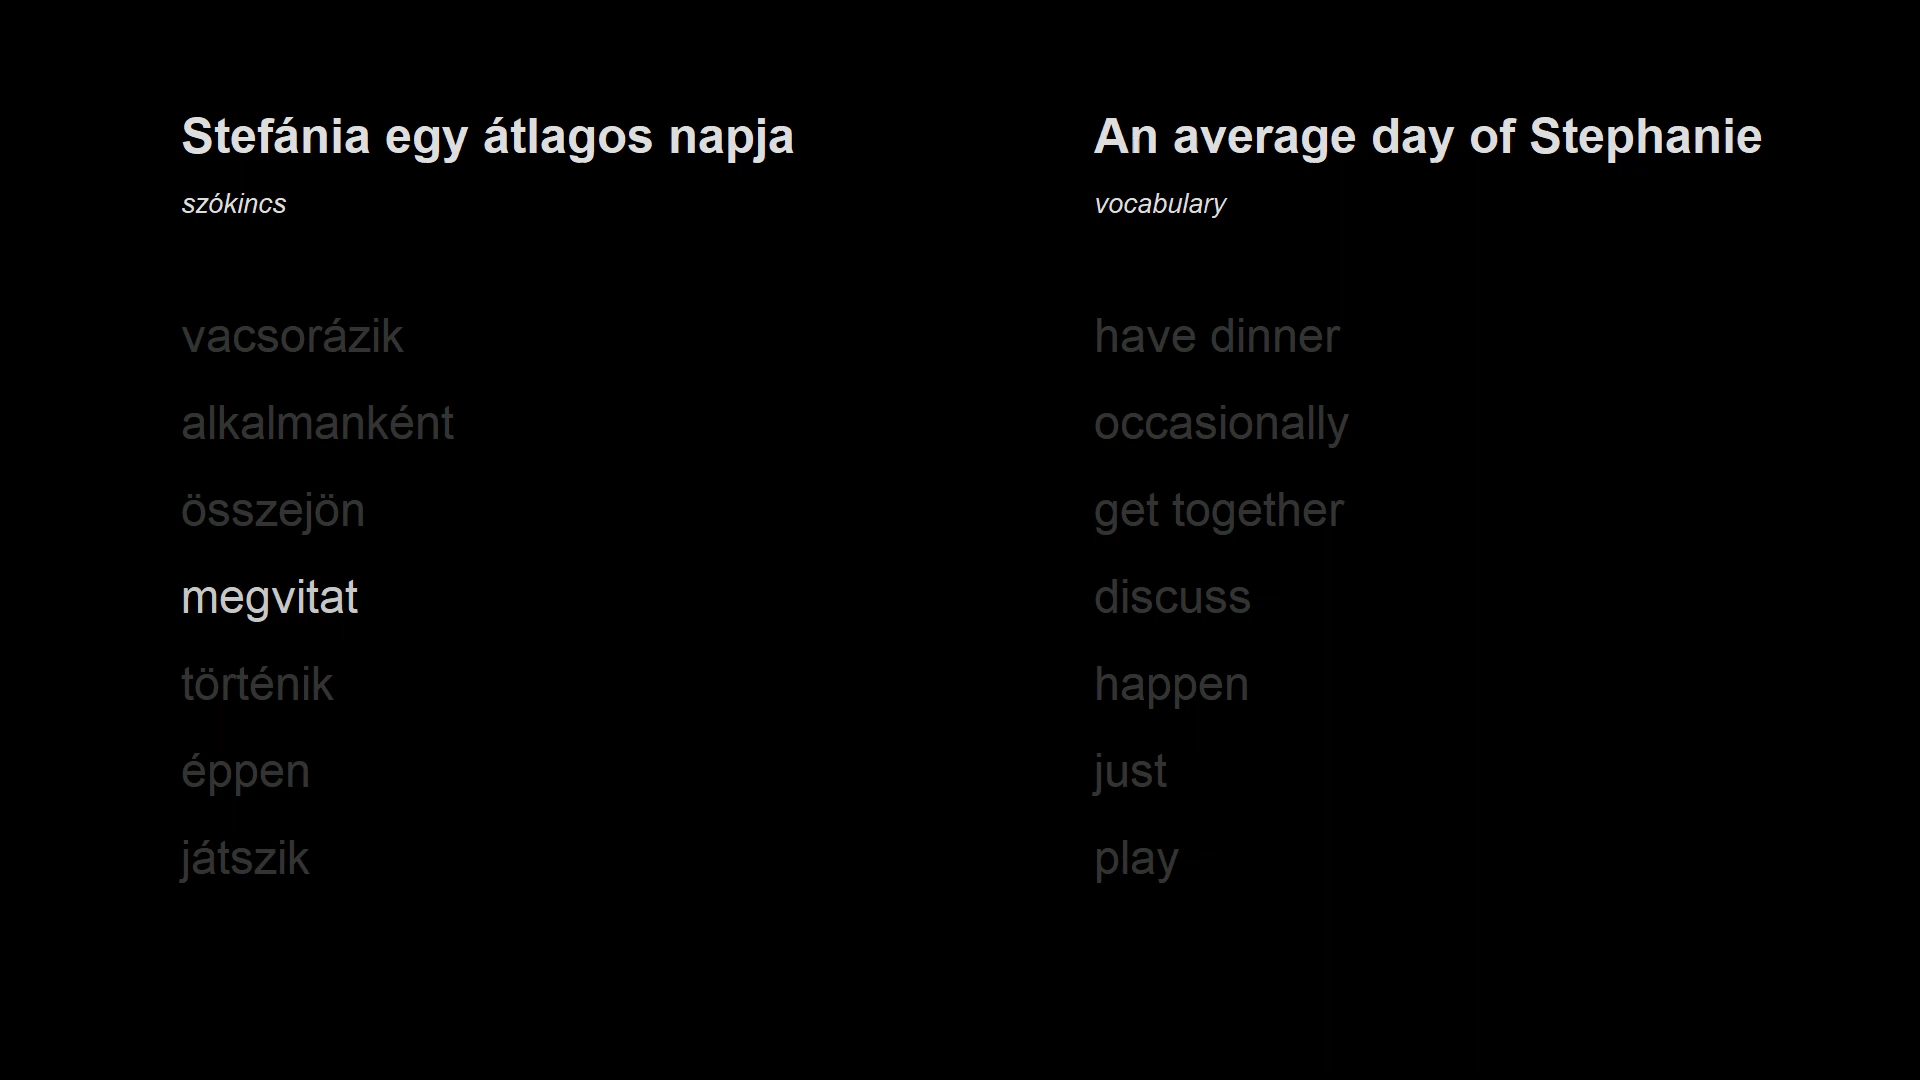 Stefánia egy átlagos napja
szókincs
vacsorázik
alkalmanként
összejön
megvitat
történik
éppen
játszik
An average day of Stephanie
vocabulary
have dinner
occasionally
get together
discuss
happen
just
play